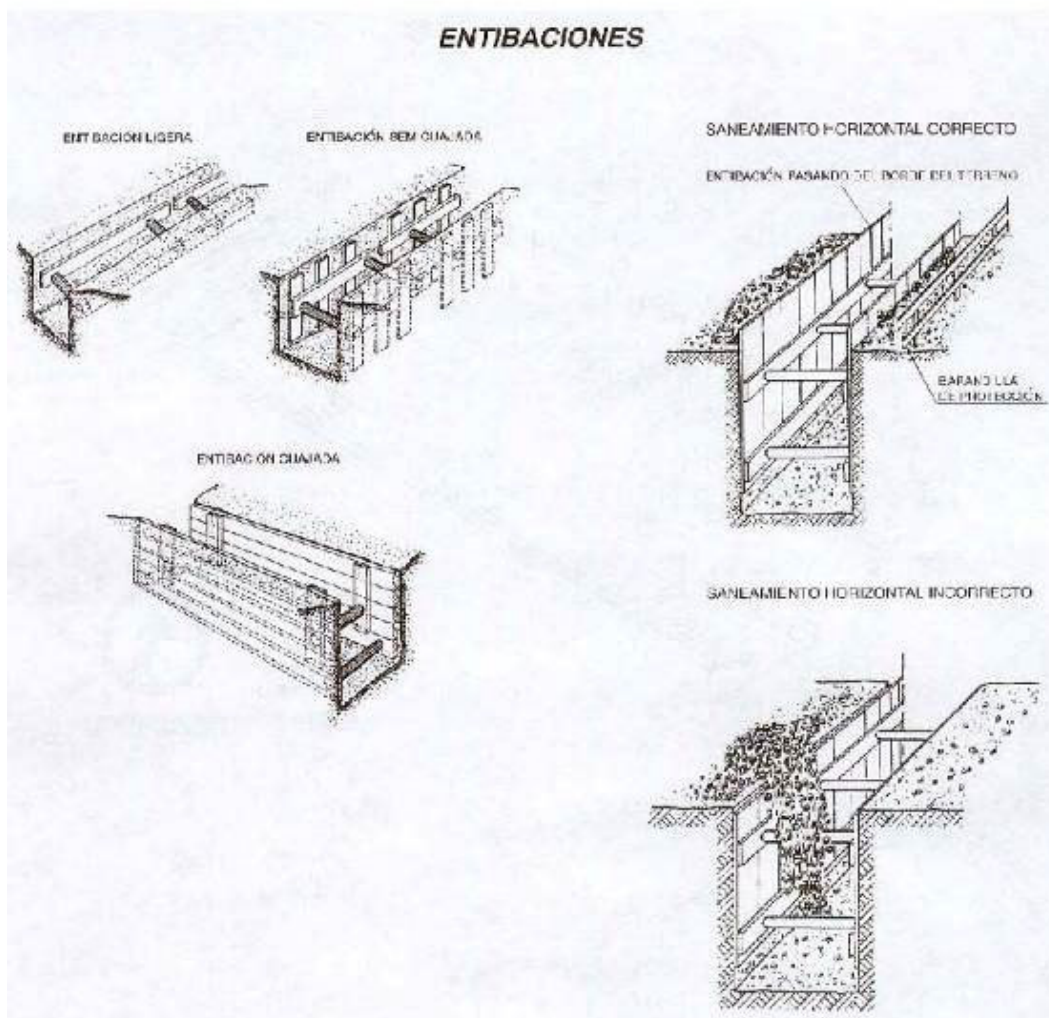 ENTIBACIONES
ENTIBACION LIGERA
ENTIBACIÓN SEMI CUAJADA
SANEAMIENTO HORIZONTAL CORRECTO
ENTIBACIÓN PASANDO DEL BORDE DEL TERRENO
BARANDILLA
DE PROTECCIÓN
ENTIBACION CUAJADA
SANEAMIENTO HORIZONTAL INCORRECTO